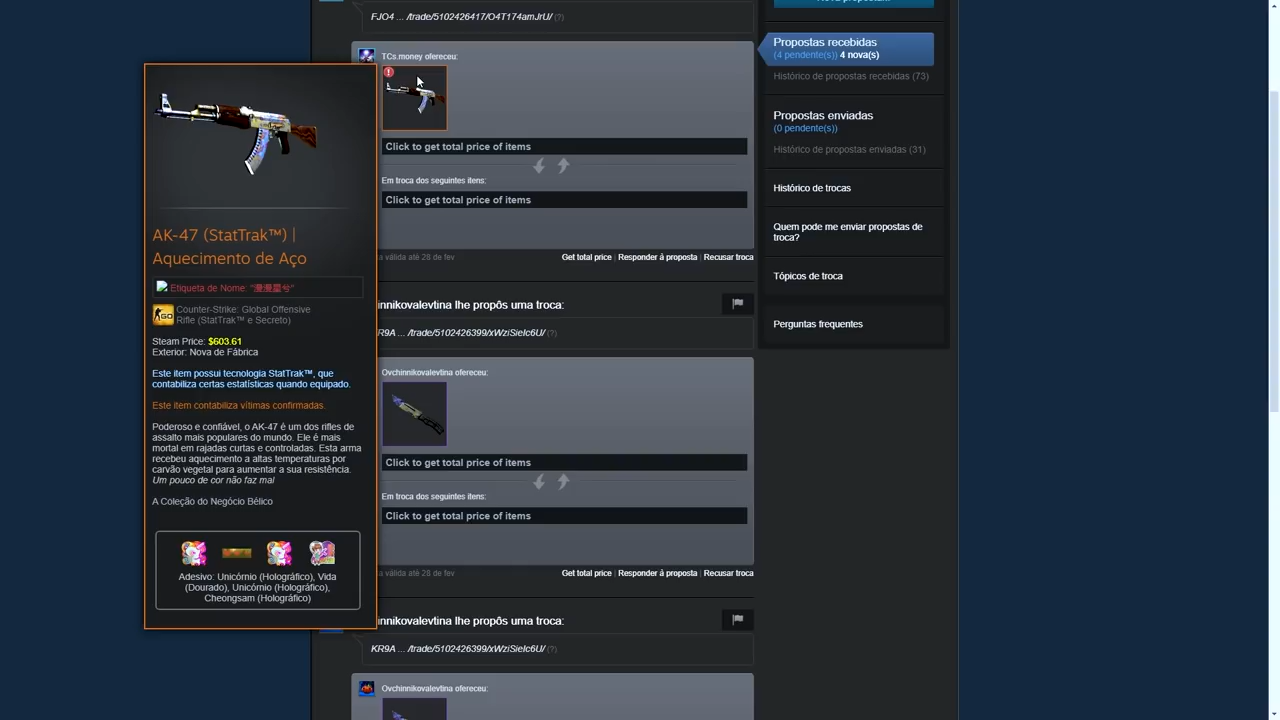 Nova proposta...
FJO4 ... /trade/5102426417/O4T174amJrU/ (?)
TCs.money ofereceu:
Click to get total price of items
Em troca dos seguintes itens:
Click to get total price of items
a válida até 28 de fev
Get total price | Responder à proposta | Recusar troca
innikovalevtina lhe propôs uma troca:
KR9A ... /trade/5102426399/xWziSieIc6U/ (?)
Ovchinnikovalevtina ofereceu:
Click to get total price of items
Em troca dos seguintes itens:
Click to get total price of items
a válida até 28 de fev
Get total price | Responder à proposta | Recusar troca
innikovalevtina lhe propôs uma troca:
KR9A ... /trade/5102426399/xWziSieIc6U/ (?)
Ovchinnikovalevtina ofereceu:
AK-47 (StatTrak™) |
Aquecimento de Aço
Etiqueta de Nome: "
Counter-Strike: Global Offensive
Rifle (StatTrak™ e Secreto)
Steam Price: $603.61
Exterior: Nova de Fábrica
Este item possui tecnologia StatTrak™, que
contabiliza certas estatísticas quando equipado.
Este item contabiliza vítimas confirmadas.
Poderoso e confiável, o AK-47 é um dos rifles de
assalto mais populares do mundo. Ele é mais
mortal em rajadas curtas e controladas. Esta arma
recebeu aquecimento a altas temperaturas por
carvão vegetal para aumentar a sua resistência.
Um pouco de cor não faz mal
A Coleção do Negócio Bélico
Adesivo: Unicórnio (Holográfico), Vida
(Dourado), Unicórnio (Holográfico),
Cheongsam (Holográfico)
Propostas recebidas
(4 pendente(s)) 4 nova(s)
Histórico de propostas recebidas (73)
Propostas enviadas
(0 pendente(s))
Histórico de propostas enviadas (31)
Histórico de trocas
Quem pode me enviar propostas de
troca?
Tópicos de troca
Perguntas frequentes